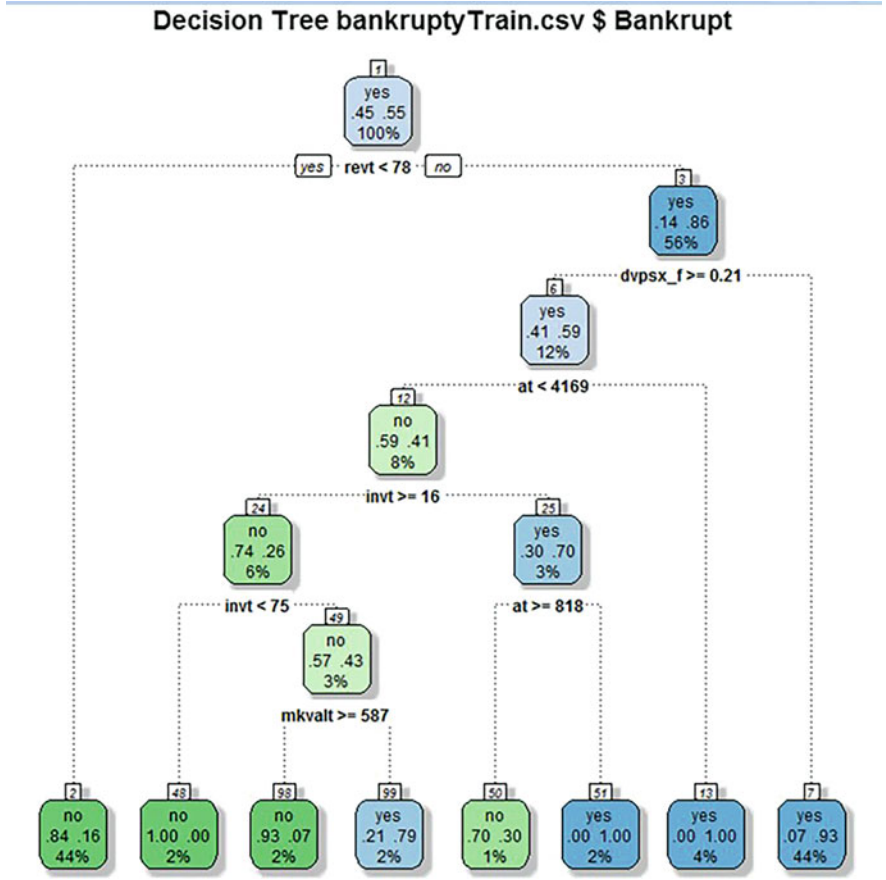 Decision Tree bankruptyTrain.csv $ Bankrupt
1
yes
.45 .55
100%
yes revt < 78 no
3
yes
.14 .86
56%
dvpsx_f >= 0.21
6
yes
.41 .59
12%
at < 4169
12
no
.59 .41
8%
invt >= 16
24
no
.74 .26
6%
25
yes
.30 .70
3%
invt < 75
at >= 818
49
no
.57 .43
3%
mkvalt >= 587
2
no
.84 .16
44%
48
no
1.00 .00
2%
98
no
.93 .07
2%
99
yes
.21 .79
2%
50
no
.70 .30
1%
51
yes
.00 1.00
2%
13
yes
.00 1.00
4%
7
yes
.07 .93
44%